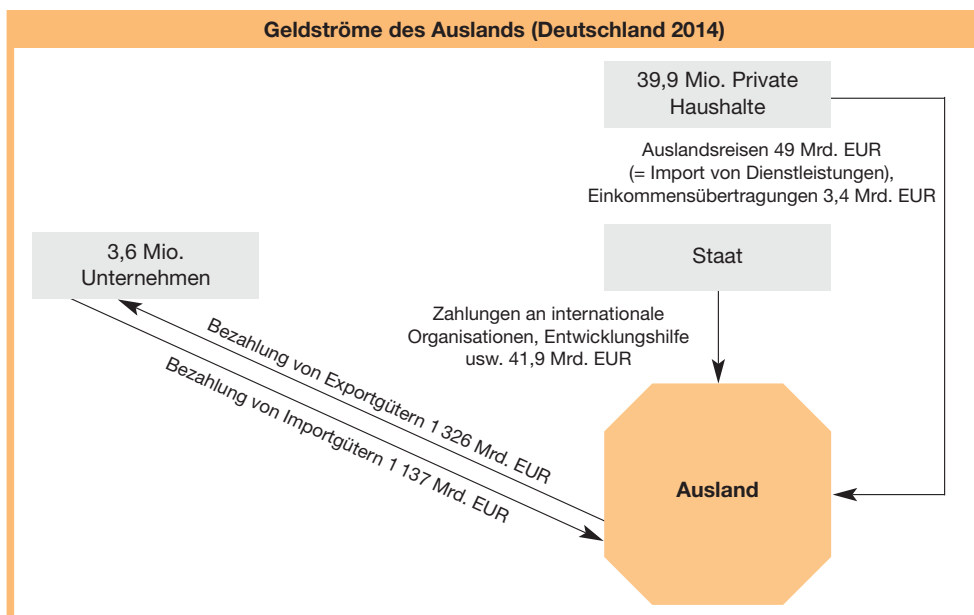 Geldströme des Auslands (Deutschland 2014)
39,9 Mio. Private
Haushalte
Auslandsreisen 49 Mrd. EUR
(= Import von Dienstleistungen),
Einkommensübertragungen 3,4 Mrd. EUR
3,6 Mio.
Unternehmen
Staat
Zahlungen an internationale
Organisationen, Entwicklungshilfe
usw. 41,9 Mrd. EUR
Bezahlung von Exportgütern 1 326 Mrd. EUR
Bezahlung von Importgütern 1 137 Mrd. EUR
Ausland